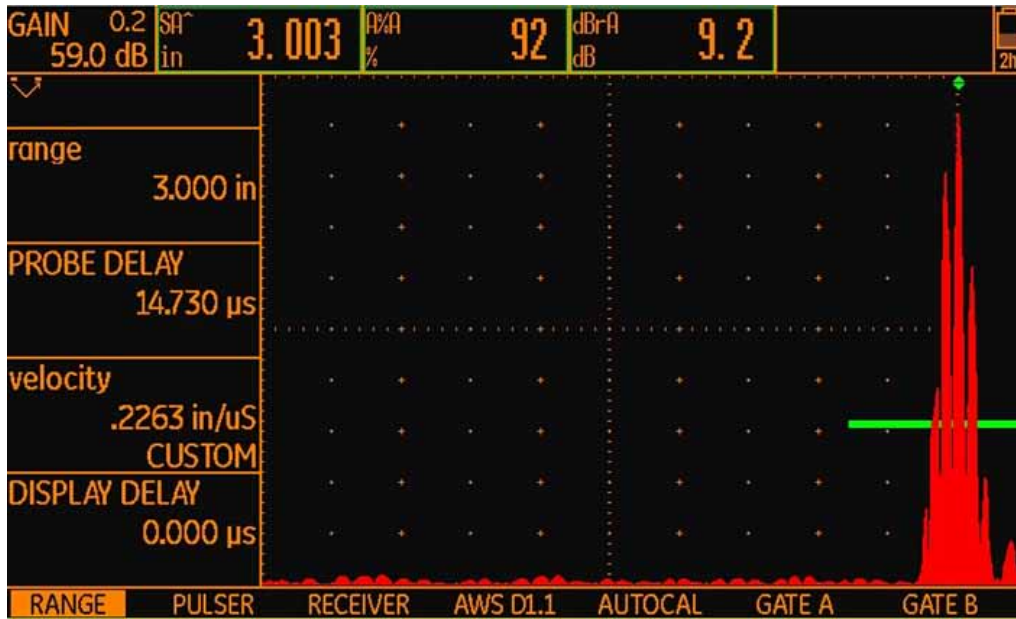 GAIN 0.2
59.0 dB
SA^
in
3.003
A%A
%
92
dBrA
dB
9.2
2h
range
3.000 in
PROBE DELAY
14.730 µs
velocity
.2263 in/uS
CUSTOM
DISPLAY DELAY
0.000 µs
RANGE PULSER RECEIVER AWS D1.1 AUTOCAL GATE A GATE B